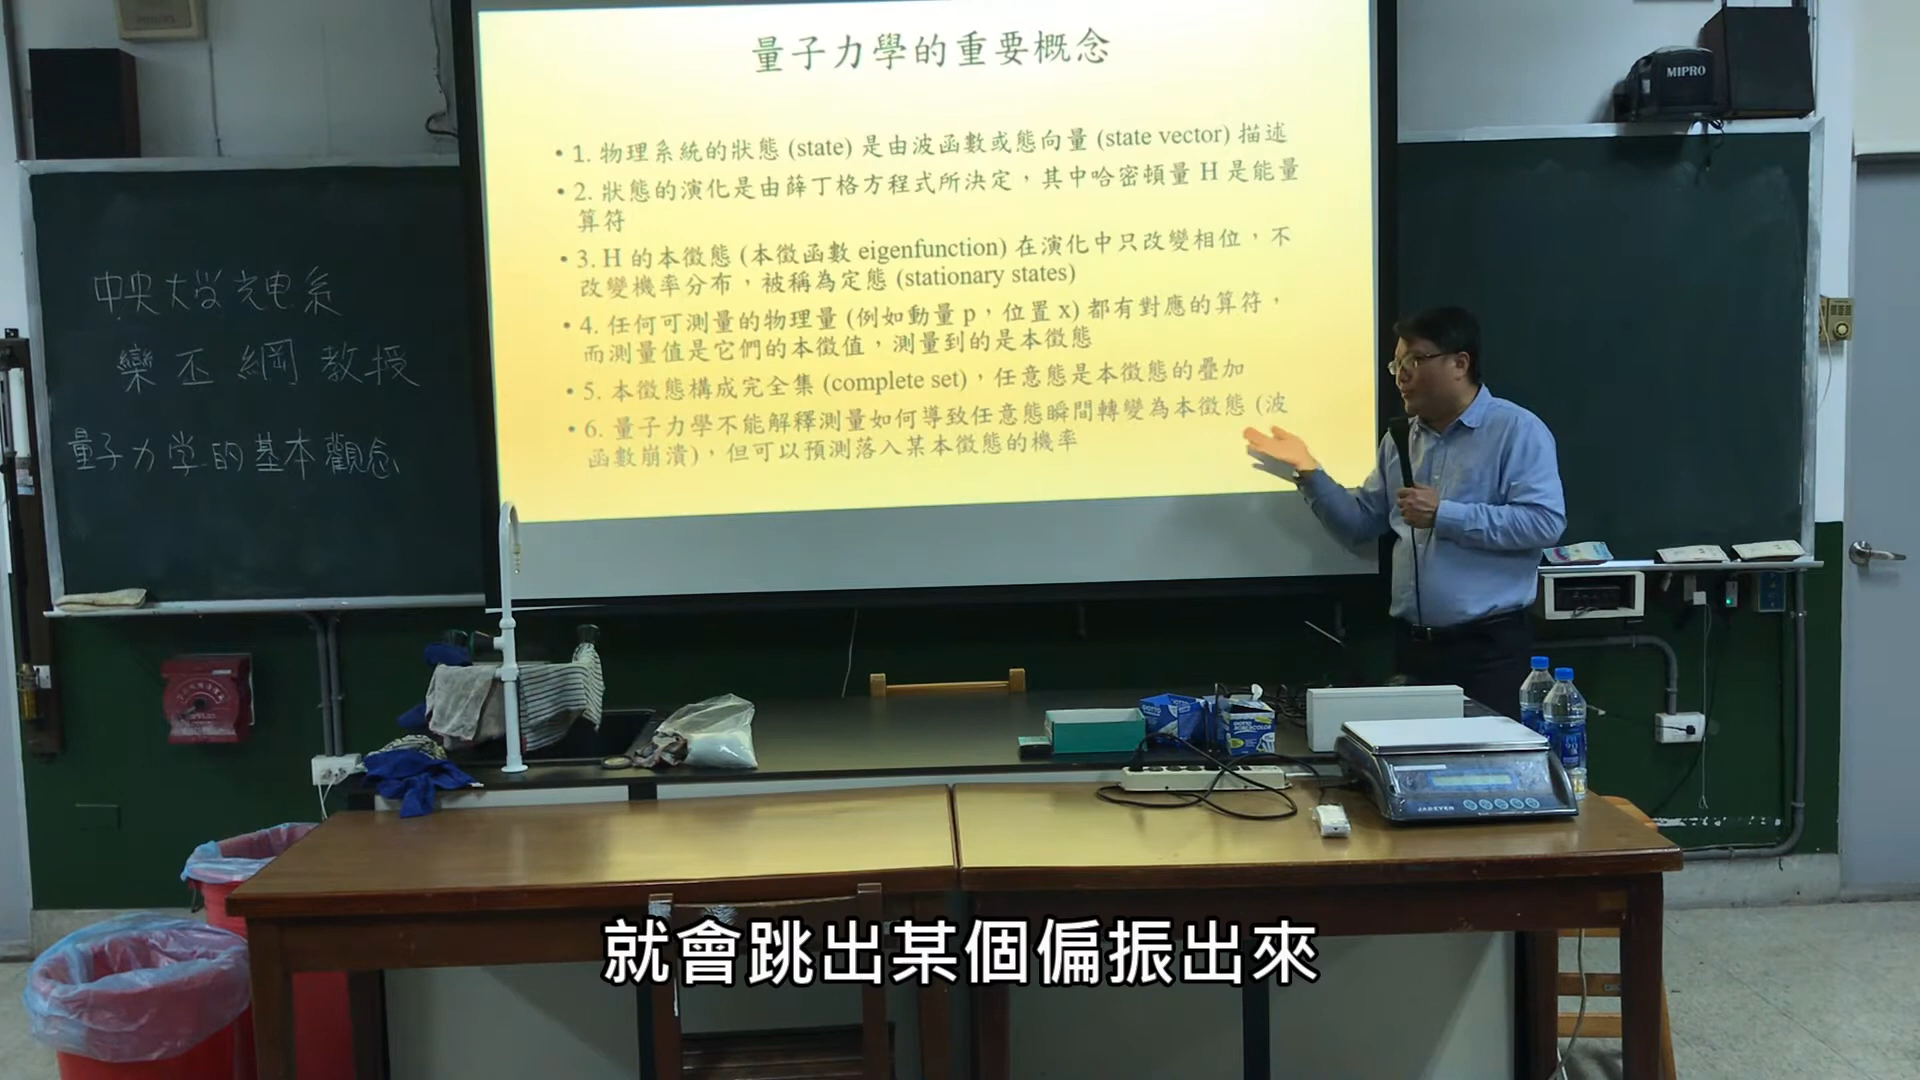 量子力學的重要概念
• 1. 物理系統的狀態 (state) 是由波函數或態向量 (state vector) 描述
• 2. 狀態的演化是由薛丁格方程式所決定，其中哈密頓量 H 是能量
算符
• 3. H 的本徵態 (本徵函數 eigenfunction) 在演化中只改變相位，不
改變機率分布，被稱為定態 (stationary states)
• 4. 任何可測量的物理量 (例如動量 p，位置 x) 都有對應的算符，
而測量值是它們的本徵值，測量到的是本徵態
• 5. 本徵態構成完全集 (complete set)，任意態是本徵態的疊加
• 6. 量子力學不能解釋測量如何導致任意態瞬間轉變為本徵態 (波
函數崩潰)，但可以預測落入某本徵態的機率
中央大学光电系
欒丕綱教授
量子力学的基本觀念
MIPRO
JADEVER
就會跳出某個偏振出來